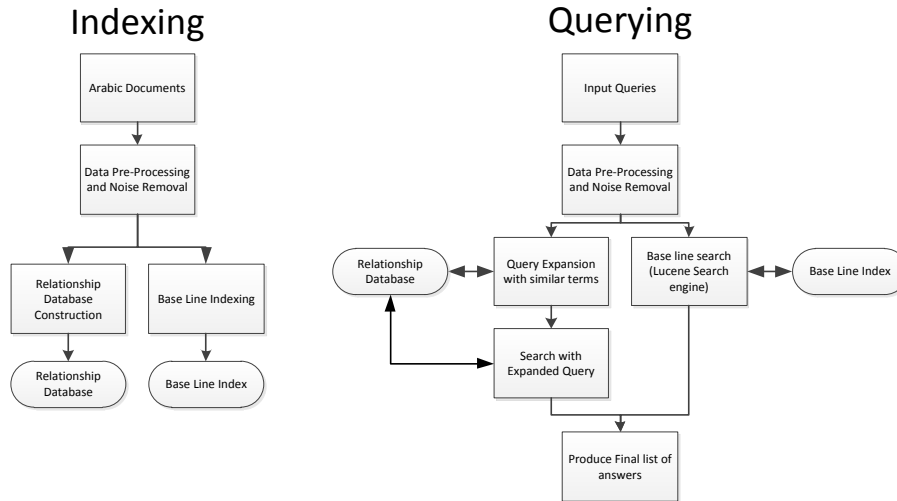 Indexing
Arabic Documents
Data Pre-Processing
and Noise Removal
Relationship
Database
Construction
Base Line Indexing
Relationship
Database
Base Line Index
Querying
Input Queries
Data Pre-Processing
and Noise Removal
Relationship
Database
Query Expansion
with similar terms
Base line search
(Lucene Search
engine)
Base Line Index
Search with
Expanded Query
Produce Final list of
answers